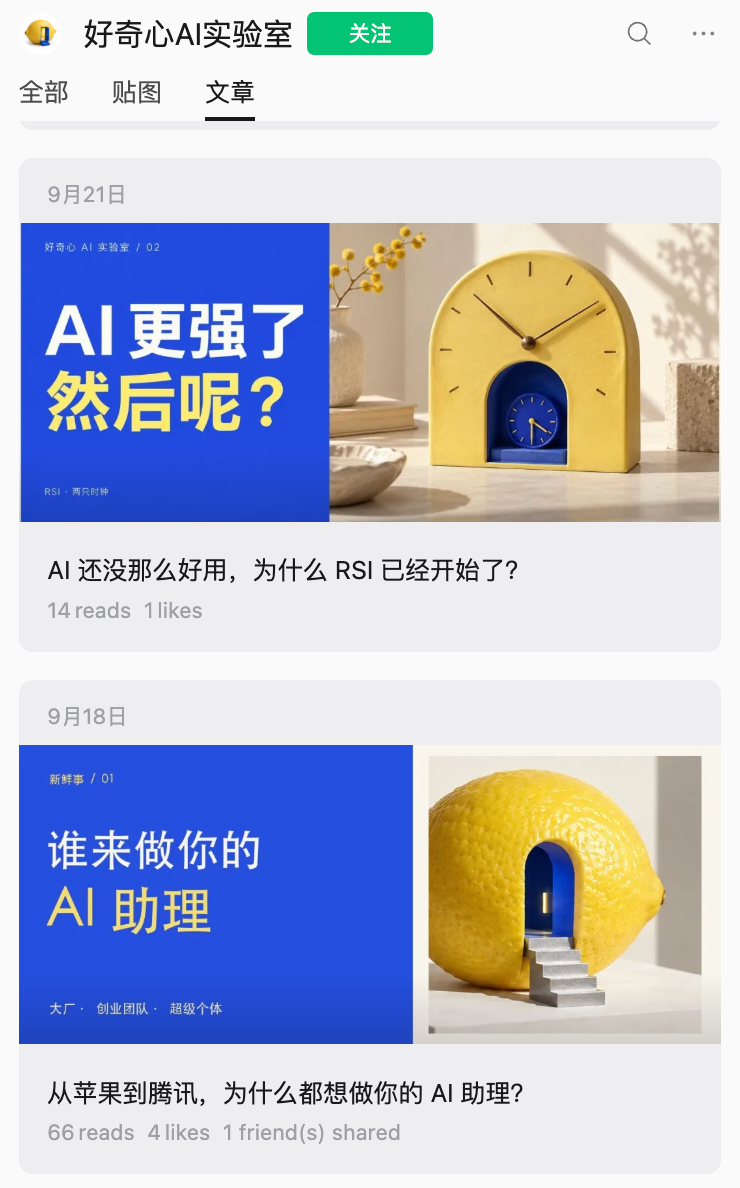 好奇心AI实验室 关注
全部 贴图 文章
9月21日
好奇心 AI 实验室 / 02
AI 更强了
然后呢?
RSI · 两只时钟
AI 还没那么好用，为什么 RSI 已经开始了?
14 reads 1 likes
9月18日
新鲜事 / 01
谁来做你的
AI 助理
大厂 · 创业团队 · 超级个体
从苹果到腾讯，为什么都想做你的 AI 助理?
66 reads 4 likes 1 friend(s) shared